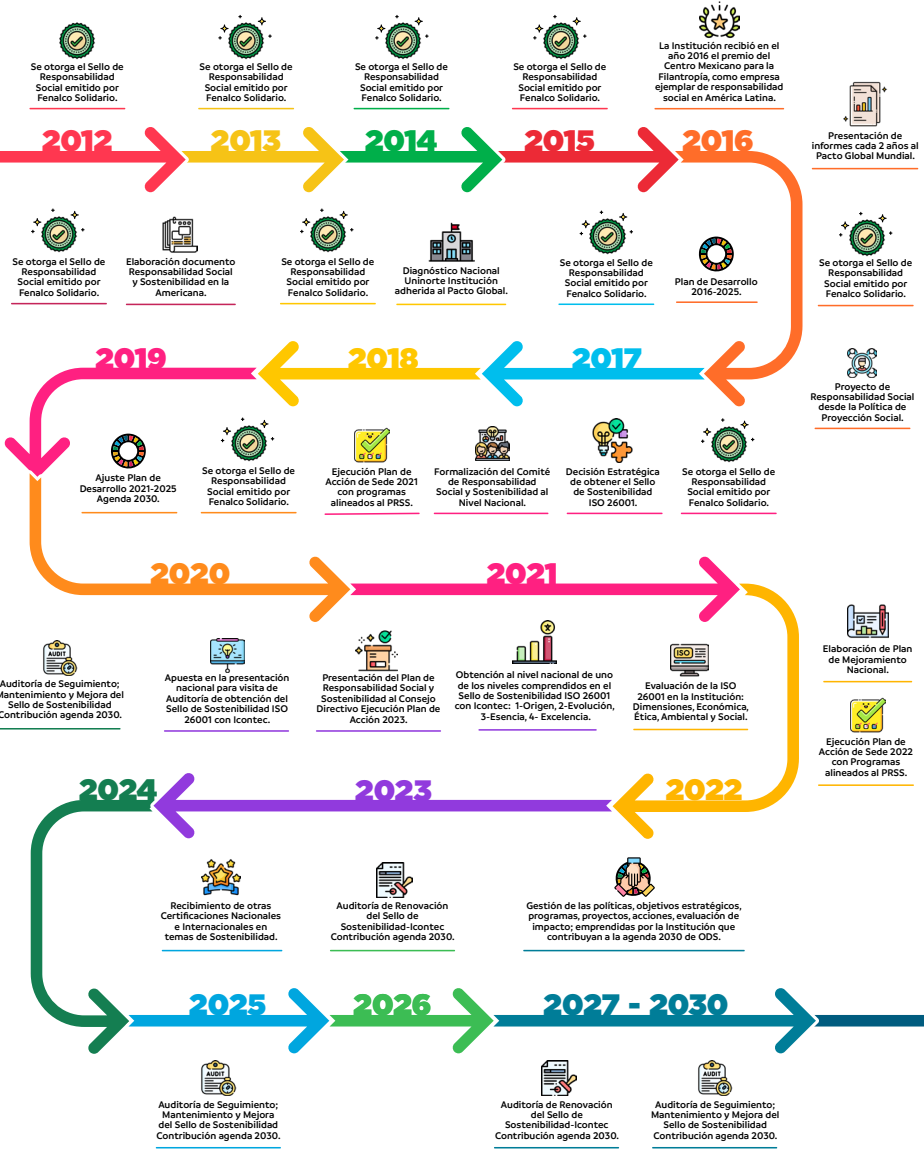 Se otorga el Sello de
Responsabilidad
Social emitido por
Fenalco Solidario.
Se otorga el Sello de
Responsabilidad
Social emitido por
Fenalco Solidario.
Se otorga el Sello de
Responsabilidad
Social emitido por
Fenalco Solidario.
Se otorga el Sello de
Responsabilidad
Social emitido por
Fenalco Solidario.
La Institución recibió en el
año 2016 el premio del
Centro Mexicano para la
Filantropía, como empresa
ejemplar de responsabilidad
social en América Latina.
Presentación de
informes cada 2 años al
Pacto Global Mundial.
2012
2013
2014
2015
2016
Se otorga el Sello de
Responsabilidad
Social emitido por
Fenalco Solidario.
Elaboración documento
Responsabilidad Social
y Sostenibilidad en la
Americana.
Se otorga el Sello de
Responsabilidad
Social emitido por
Fenalco Solidario.
Diagnóstico Nacional
Uninorte Institución
adherida al Pacto Global.
Se otorga el Sello de
Responsabilidad
Social emitido por
Fenalco Solidario.
Plan de Desarrollo
2016-2025.
Se otorga el Sello de
Responsabilidad
Social emitido por
Fenalco Solidario.
2019
2018
2017
Proyecto de
Responsabilidad Social
desde la Política de
Proyección Social.
Ajuste Plan de
Desarrollo 2021-2025
Agenda 2030.
Se otorga el Sello de
Responsabilidad
Social emitido por
Fenalco Solidario.
Ejecución Plan de
Acción de Sede 2021
con programas
alineados al PRSS.
Formalización del Comité
de Responsabilidad
Social y Sostenibilidad al
Nivel Nacional.
Decisión Estratégica
de obtener el Sello
de Sostenibilidad
ISO 26001.
Se otorga el Sello de
Responsabilidad
Social emitido por
Fenalco Solidario.
2020
2021
Elaboración de Plan
de Mejoramiento
Nacional.
AUDIT
Auditoría de Seguimiento;
Mantenimiento y Mejora del
Sello de Sostenibilidad
Contribución agenda 2030.
Apuesta en la presentación
nacional para visita de
Auditoría de obtención del
Sello de Sostenibilidad ISO
26001 con Icontec.
Presentación del Plan de
Responsabilidad Social y
Sostenibilidad al Consejo
Directivo Ejecución Plan de
Acción 2023.
Obtención al nivel nacional de uno
de los niveles comprendidos en el
Sello de Sostenibilidad ISO 26001
con Icontec: 1-Origen, 2-Evolución,
3-Esencia, 4- Excelencia.
ISO
Evaluación de la ISO
26001 en la Institución:
Dimensiones, Económica,
Ética, Ambiental y Social.
Ejecución Plan de
Acción de Sede 2022
con Programas
alineados al PRSS.
2024
2023
2022
Recibimiento de otras
Certificaciones Nacionales
e Internacionales en
temas de Sostenibilidad.
Auditoría de Renovación
del Sello de
Sostenibilidad-Icontec
Contribución agenda 2030.
Gestión de las políticas, objetivos estratégicos,
programas, proyectos, acciones, evaluación de
impacto; emprendidas por la Institución que
contribuyan a la agenda 2030 de ODS.
2025
2026
2027 - 2030
AUDIT
Auditoría de Seguimiento;
Mantenimiento y Mejora
del Sello de Sostenibilidad
Contribución agenda 2030.
Auditoría de Renovación
del Sello de
Sostenibilidad-Icontec
Contribución agenda 2030.
AUDIT
Auditoría de Seguimiento;
Mantenimiento y Mejora del
Sello de Sostenibilidad
Contribución agenda 2030.